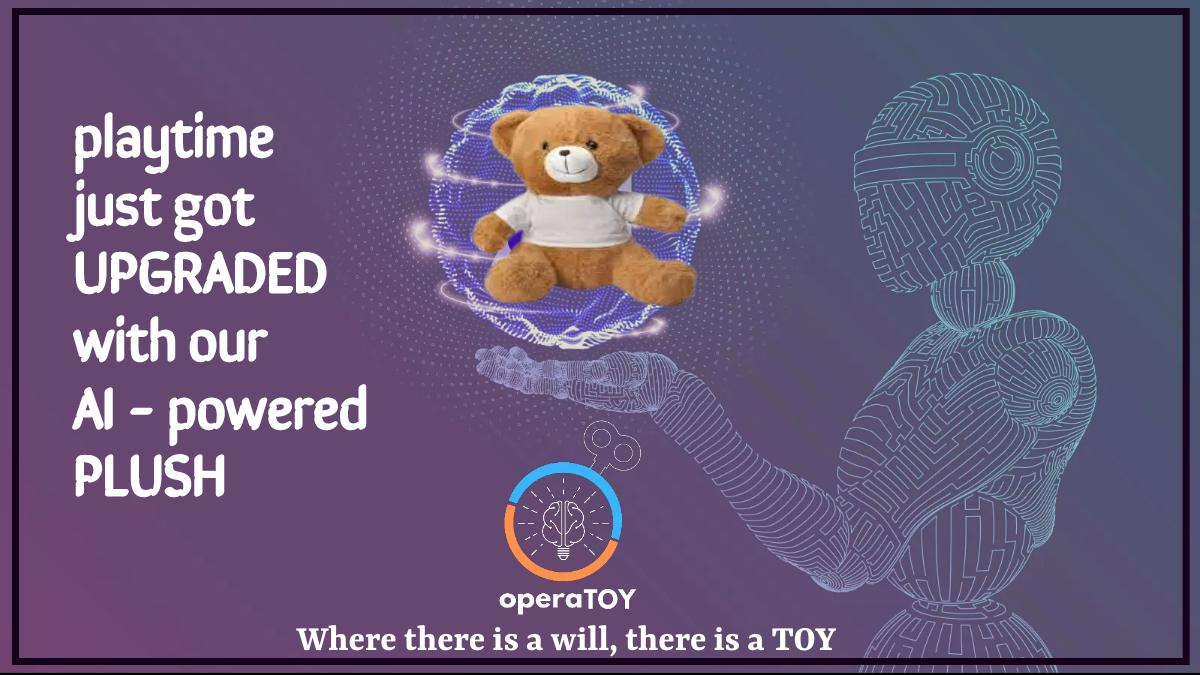 playtime
just got
UPGRADED
with our
AI - powered
PLUSH
operaTOY
Where there is a will, there is a TOY